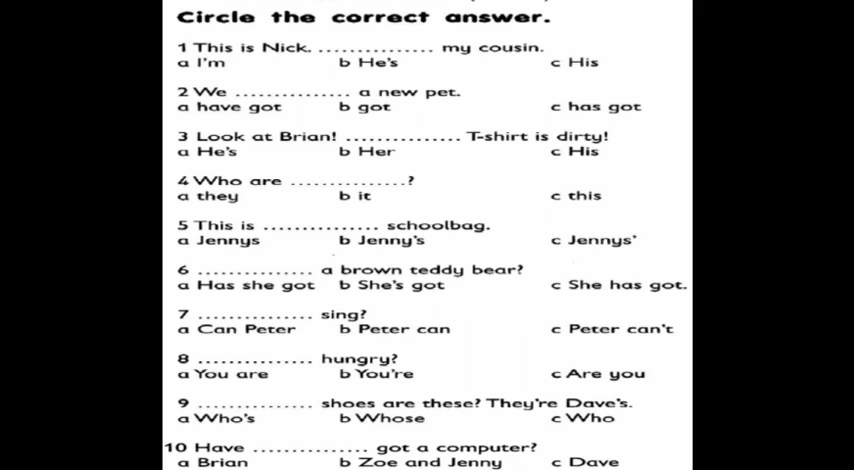 Circle the correct answer.
1 This is Nick. .............. my cousin.
a I'm b He's c His
2 We .............. a new pet.
a have got b got c has got
3 Look at Brian! .............. T-shirt is dirty!
a He's b Her c His
4 Who are ..............?
a they b it c this
5 This is .............. schoolbag.
a Jennys b Jenny's c Jennys'
6 .............. a brown teddy bear?
a Has she got b She's got c She has got.
7 .............. sing?
a Can Peter b Peter can c Peter can't
8 .............. hungry?
a You are b You're c Are you
9 .............. shoes are these? They're Dave's.
a Who's b Whose c Who
10 Have .............. got a computer?
a Brian b Zoe and Jenny c Dave